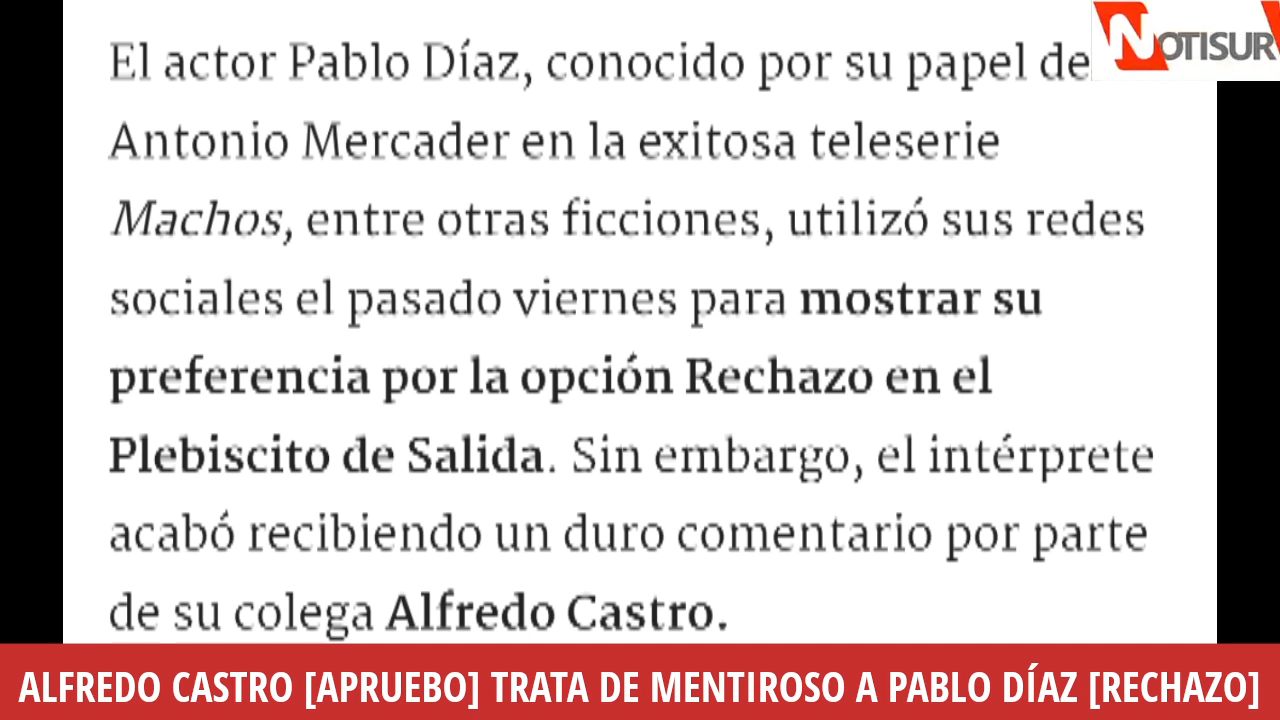 El actor Pablo Díaz, conocido por su papel de
NOTISUR
Antonio Mercader en la exitosa teleserie
Machos, entre otras ficciones, utilizó sus redes
sociales el pasado viernes para mostrar su
preferencia por la opción Rechazo en el
Plebiscito de Salida. Sin embargo, el intérprete
acabó recibiendo un duro comentario por parte
de su colega Alfredo Castro.
ALFREDO CASTRO [APRUEBO] TRATA DE MENTIROSO A PABLO DÍAZ [RECHAZO]